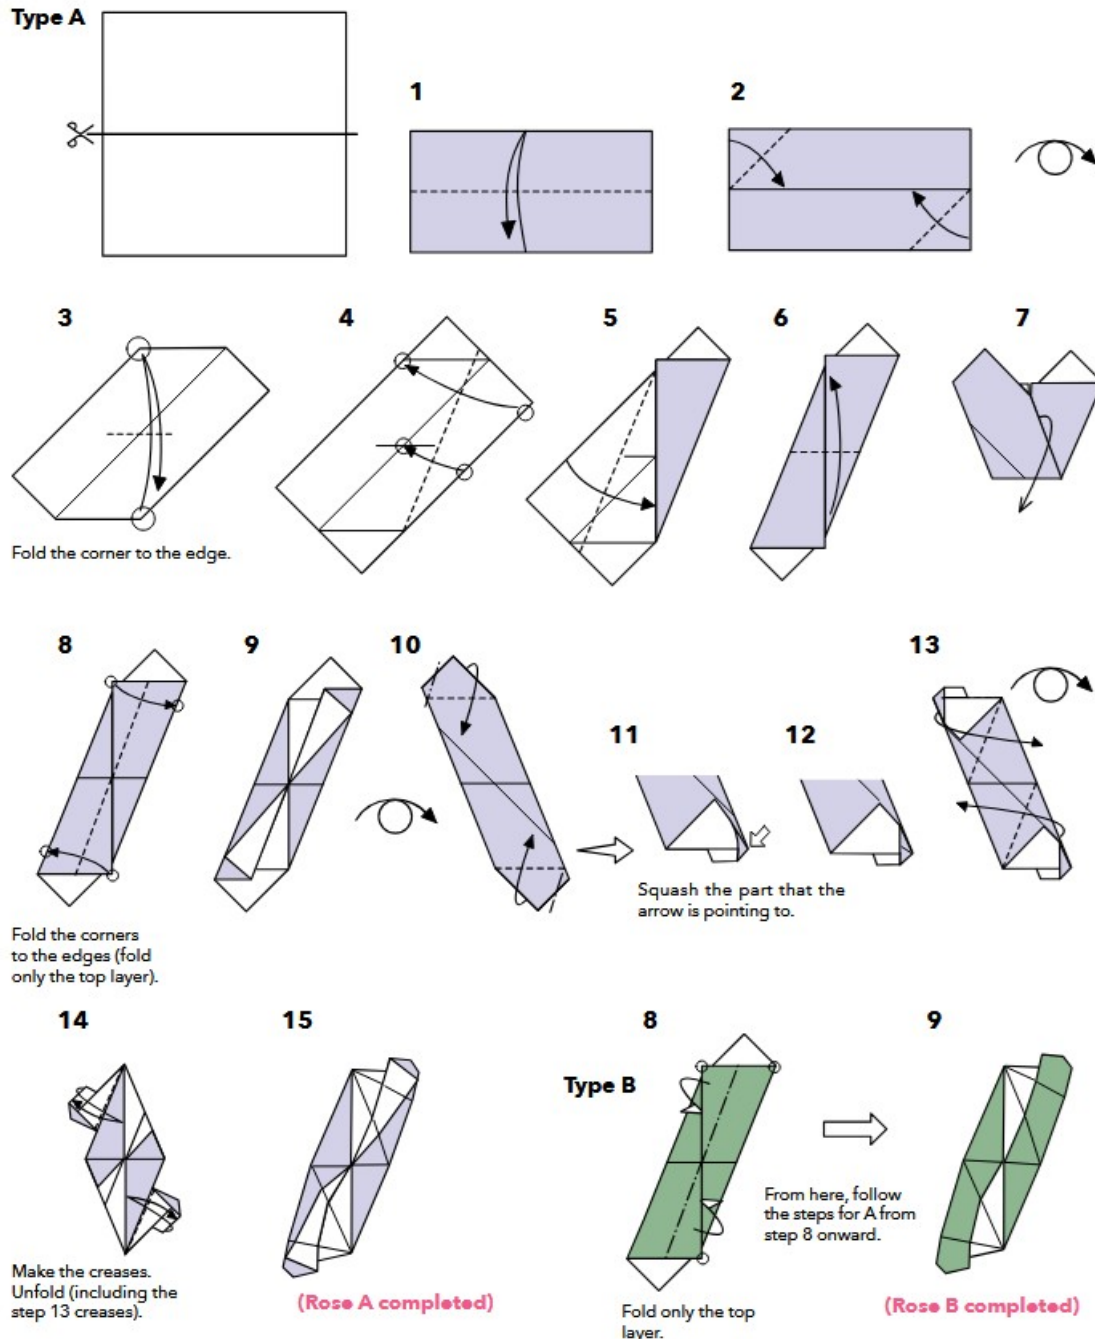 Type A
1
2
3
4
5
6
7
Fold the corner to the edge.
8
9
10
11
12
13
Squash the part that the
arrow is pointing to.
Fold the corners
to the edges (fold
only the top layer).
14
15
8
9
Type B
From here, follow
the steps for A from
step 8 onward.
Make the creases.
Unfold (including the
step 13 creases).
(Rose A completed)
Fold only the top
layer.
(Rose B completed)